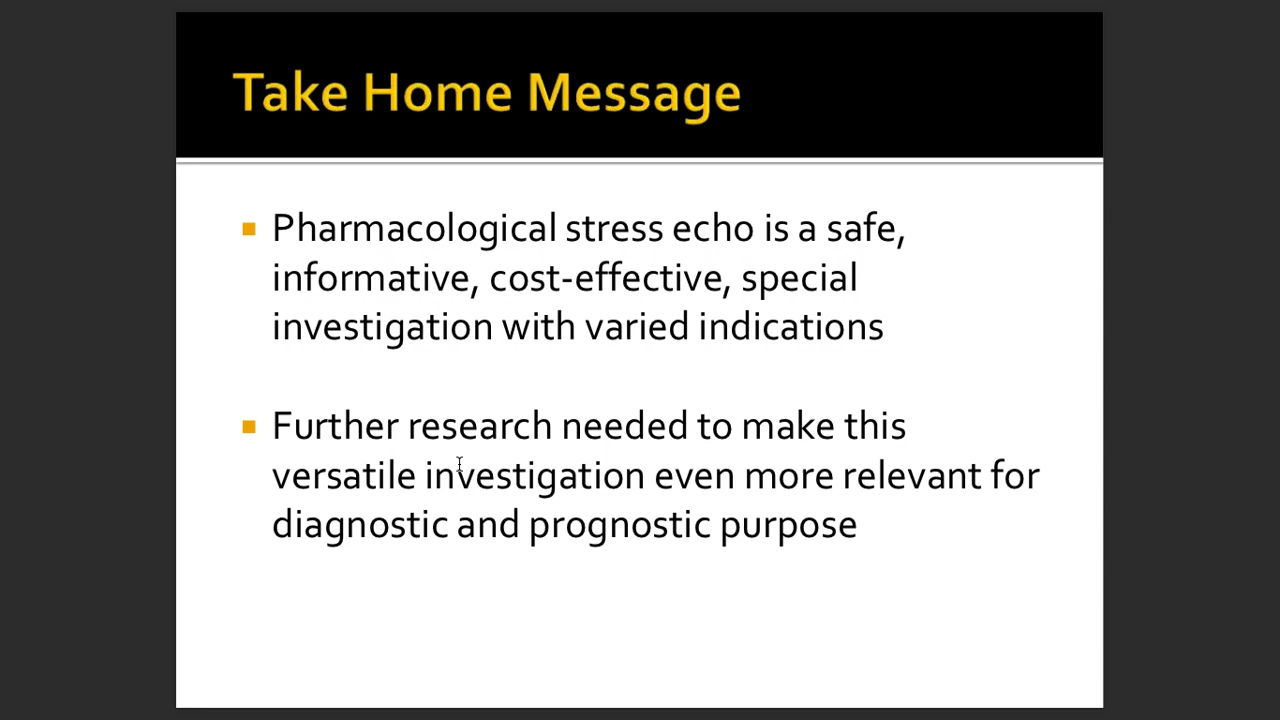 Take Home Message
Pharmacological stress echo is a safe,
informative, cost-effective, special
investigation with varied indications
Further research needed to make this
versatile investigation even more relevant for
diagnostic and prognostic purpose